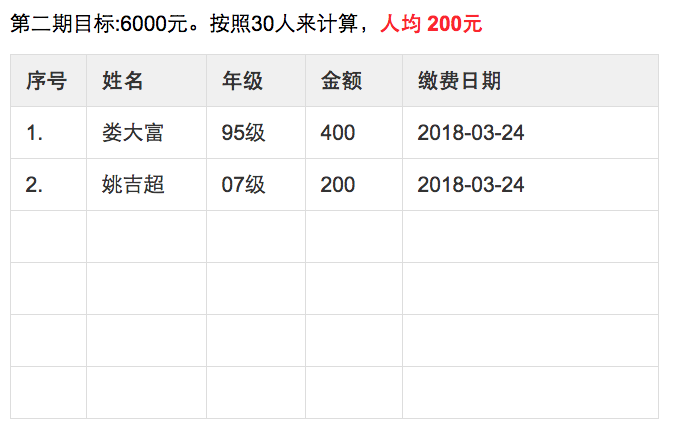 第二期目标:6000元。按照30人来计算，人均 200元
序号 姓名 年级 金额 缴费日期
1. 娄大富 95级 400 2018-03-24
2. 姚吉超 07级 200 2018-03-24